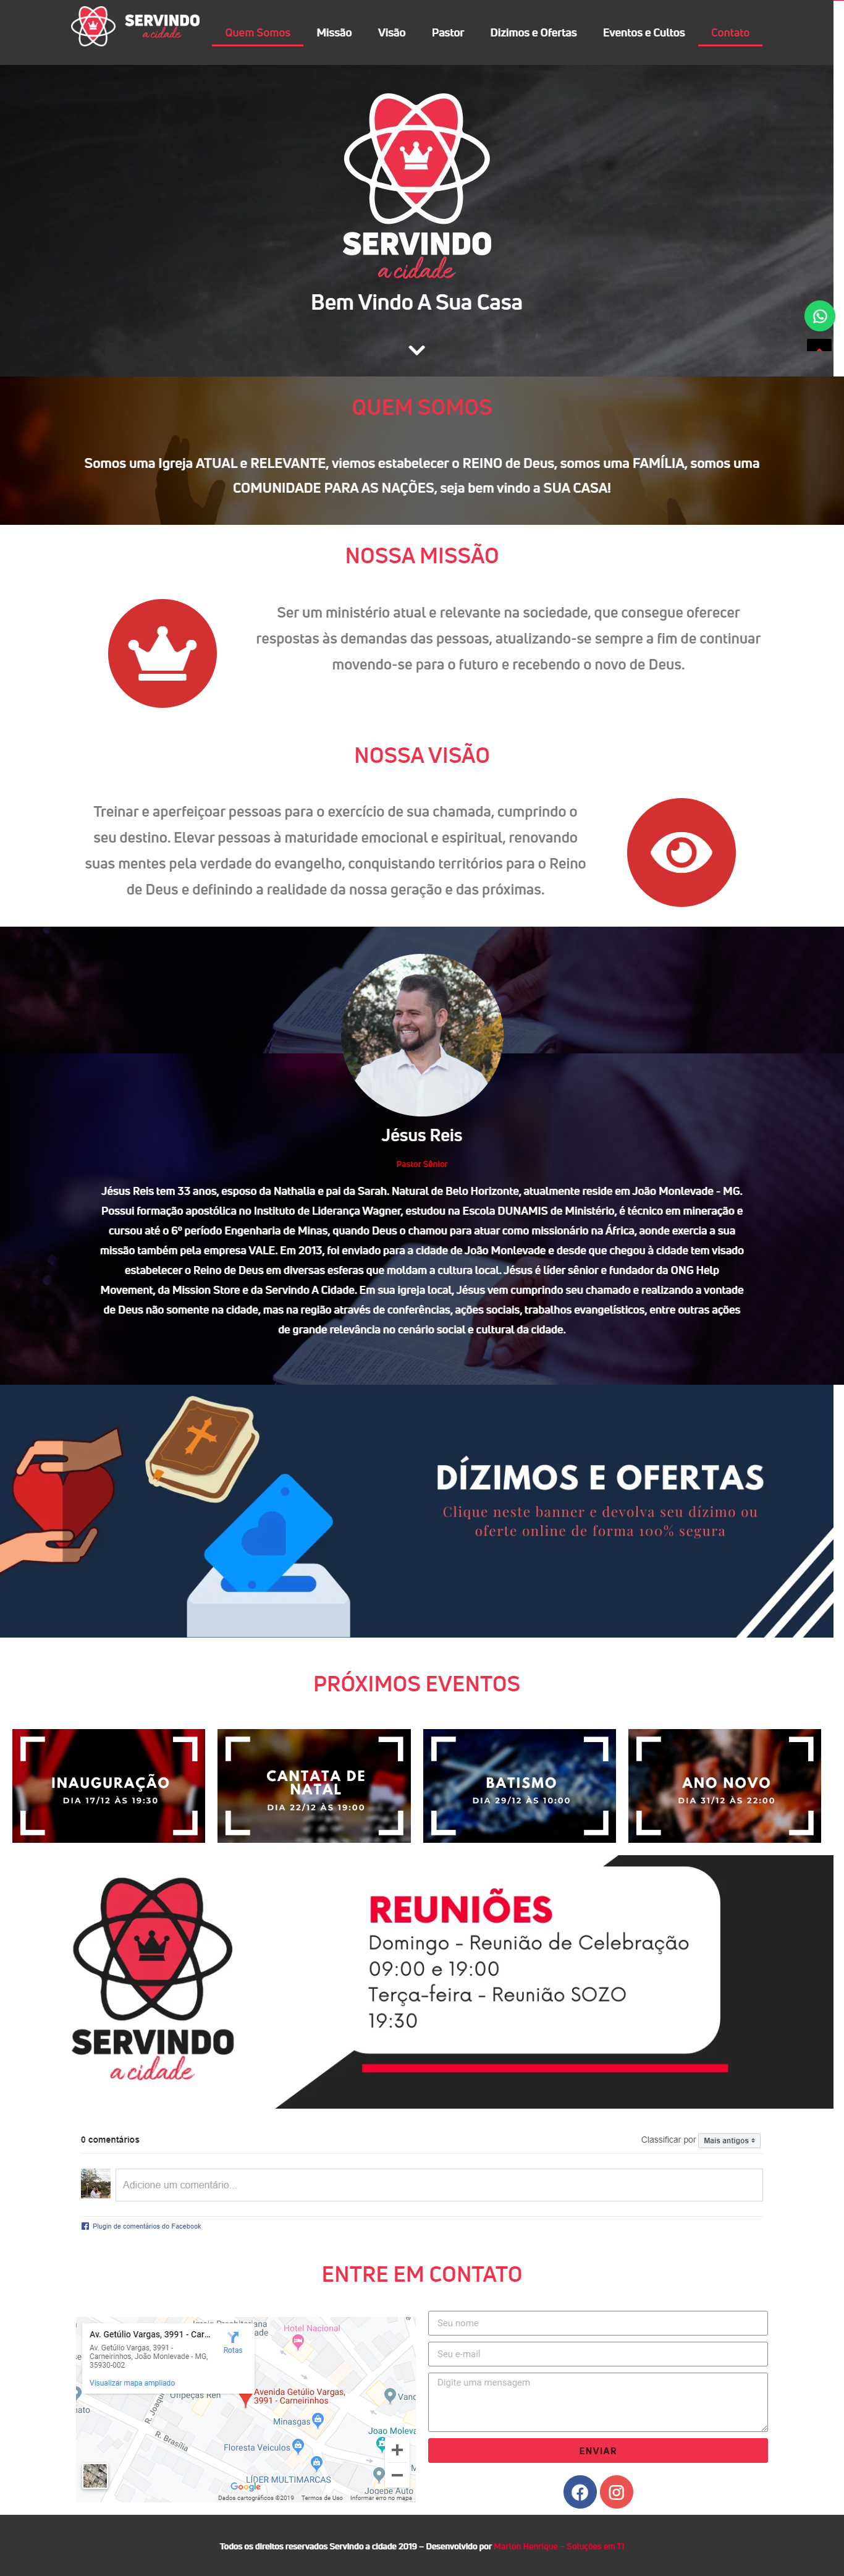 SERVINDO
a cidade
Quem Somos
Missão
Visão
Pastor
Dizimos e Ofertas
Eventos e Cultos
Contato
SERVINDO
a cidade
Bem Vindo A Sua Casa
QUEM SOMOS
Somos uma Igreja ATUAL e RELEVANTE, viemos estabelecer o REINO de Deus, somos uma FAMÍLIA, somos uma
COMUNIDADE PARA AS NAÇÕES, seja bem vindo a SUA CASA!
NOSSA MISSÃO
Ser um ministério atual e relevante na sociedade, que consegue oferecer
respostas às demandas das pessoas, atualizando-se sempre a fim de continuar
movendo-se para o futuro e recebendo o novo de Deus.
NOSSA VISÃO
Treinar e aperfeiçoar pessoas para o exercício de sua chamada, cumprindo o
seu destino. Elevar pessoas à maturidade emocional e espiritual, renovando
suas mentes pela verdade do evangelho, conquistando territórios para o Reino
de Deus e definindo a realidade da nossa geração e das próximas.
Jésus Reis
Pastor Sênior
Jésus Reis tem 33 anos, esposo da Nathalia e pai da Sarah. Natural de Belo Horizonte, atualmente reside em João Monlevade - MG.
Possui formação apostólica no Instituto de Liderança Wagner, estudou na Escola DUNAMIS de Ministério, é técnico em mineração e
cursou até o 6º período Engenharia de Minas, quando Deus o chamou para atuar como missionário na África, aonde exercia a sua
missão também pela empresa VALE. Em 2013, foi enviado para a cidade de João Monlevade e desde que chegou à cidade tem visado
estabelecer o Reino de Deus em diversas esferas que moldam a cultura local. Jésus é líder sênior e fundador da ONG Help
Movement, da Mission Store e da Servindo A Cidade. Em sua igreja local, Jésus vem cumprindo seu chamado e realizando a vontade
de Deus não somente na cidade, mas na região através de conferências, ações sociais, trabalhos evangelísticos, entre outras ações
de grande relevância no cenário social e cultural da cidade.
DÍZIMOS E OFERTAS
Clique neste banner e devolva seu dízimo ou
oferte online de forma 100% segura
PRÓXIMOS EVENTOS
INAUGURAÇÃO
DIA 17/12 ÀS 19:30
CANTATA DE
NATAL
DIA 22/12 ÀS 19:00
BATISMO
DIA 29/12 ÀS 10:00
ANO NOVO
DIA 31/12 ÀS 22:00
SERVINDO
a cidade
REUNIÕES
Domingo - Reunião de Celebração
09:00 e 19:00
Terça-feira - Reunião SOZO
19:30
0 comentários
Classificar por
Mais antigos
Adicione um comentário...
Plugin de comentários do Facebook
ENTRE EM CONTATO
Av. Getúlio Vargas, 3991 - Car...
Av. Getúlio Vargas, 3991 -
Carneirinhos, João Monlevade - MG,
35930-002
Rotas
Visualizar mapa ampliado
Hotel Nacional
Avenida Getúlio Vargas,
3991 - Carneirinhos
R. Joaqui
R. Brasília
Minasgas
Floresta Veiculos
LÍDER MULTIMARCAS
Joao Moleva
Jogepe Auto
Google
Dados cartográficos ©2019
Termos de Uso
Informar erro no mapa
Seu nome
Seu e-mail
Digite uma mensagem
ENVIAR
Todos os direitos reservados Servindo a cidade 2019 – Desenvolvido por Marlon Henrique – Soluções em TI